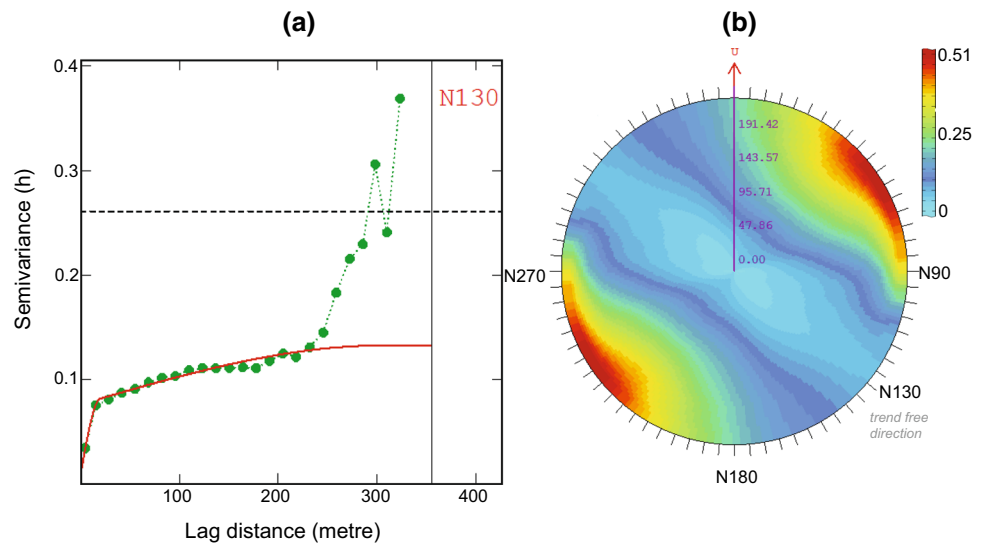 (a)
0.4
0.3
0.2
0.1
Semivariance (h)
100
200
300
400
Lag distance (metre)
N130
(b)
U
191.42
143.57
95.71
47.86
0.00
N270
N90
N130
trend free
direction
N180
0.51
0.25
0